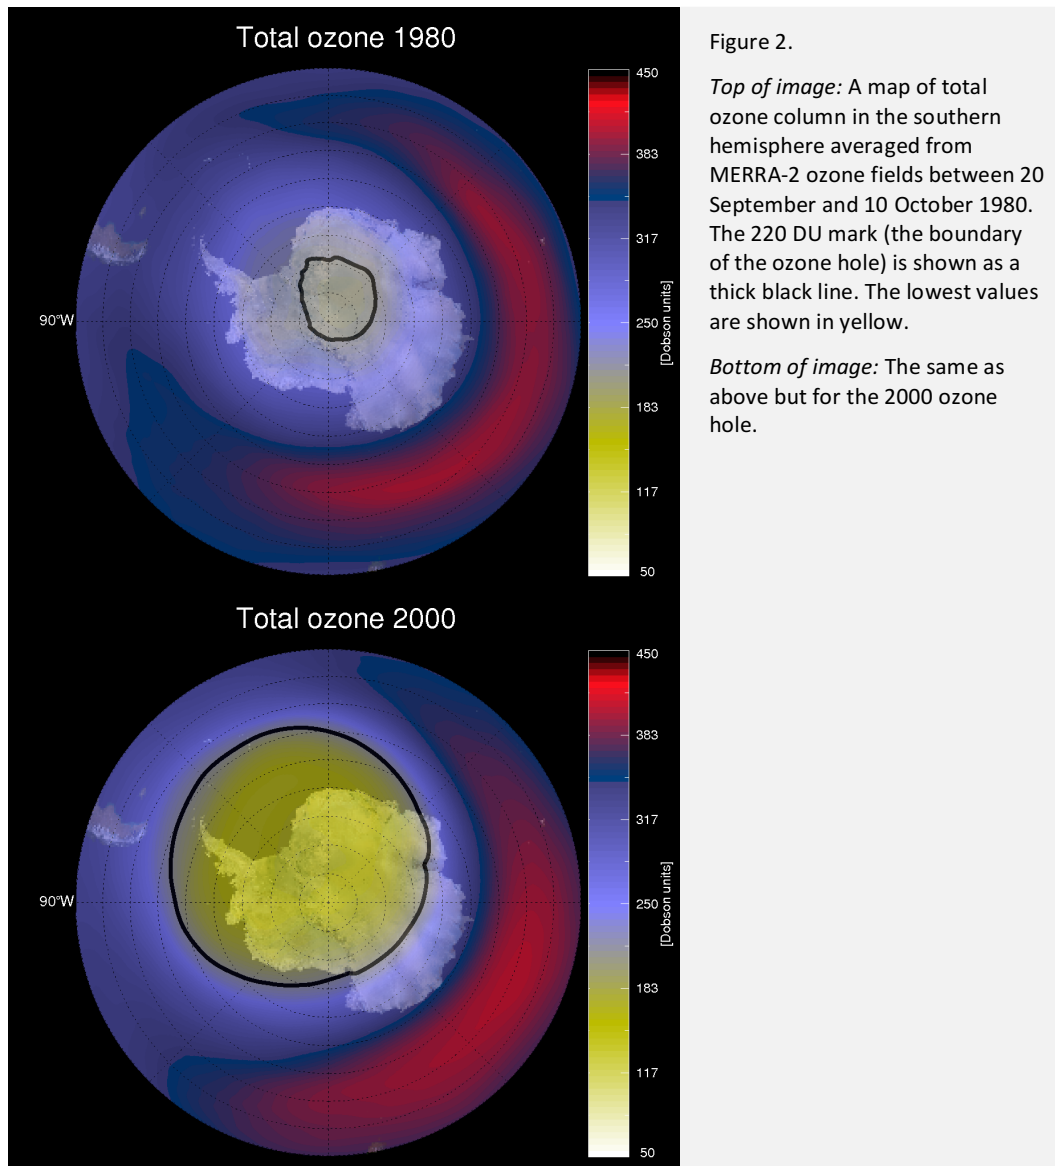 Total ozone 1980
450
383
317
250
183
117
50
[Dobson units]
90°W
Total ozone 2000
450
383
317
250
183
117
50
[Dobson units]
90°W
Figure 2.
Top of image: A map of total
ozone column in the southern
hemisphere averaged from
MERRA-2 ozone fields between 20
September and 10 October 1980.
The 220 DU mark (the boundary
of the ozone hole) is shown as a
thick black line. The lowest values
are shown in yellow.
Bottom of image: The same as
above but for the 2000 ozone
hole.